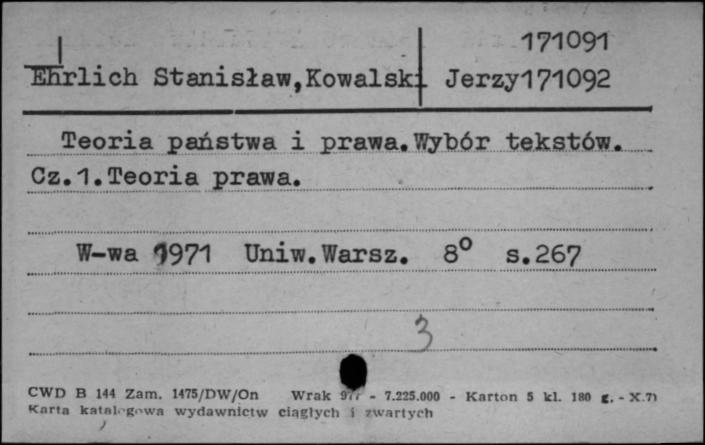 171091
Ehrlich Stanisław,Kowalski Jerzy171092
Teoria państwa i prawa.Wybór tekstów.
Cz.1.Teoria prawa.
W-wa 1971 Uniw.Warsz. 8° s.267
3
CWD B 144 Zam. 1475/DW/On Wrak - 7.225.000 - Karton 5 kl. 180 g. - X.71
Karta katalogowa wydawnictw ciągłych i zwartych